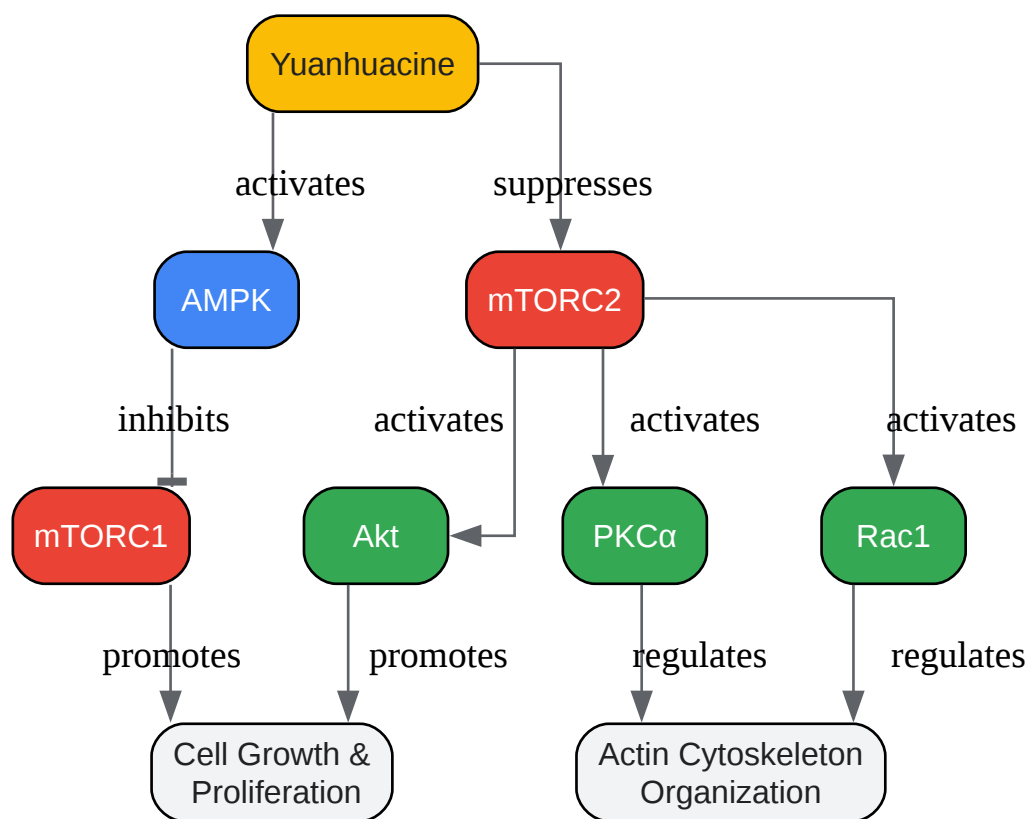 Yuanhuacine
activates
suppresses
AMPK
mTORC2
inhibits
activates
activates
activates
mTORC1
Akt
PKCα
Rac1
promotes
promotes
regulates
regulates
Cell Growth &
Proliferation
Actin Cytoskeleton
Organization